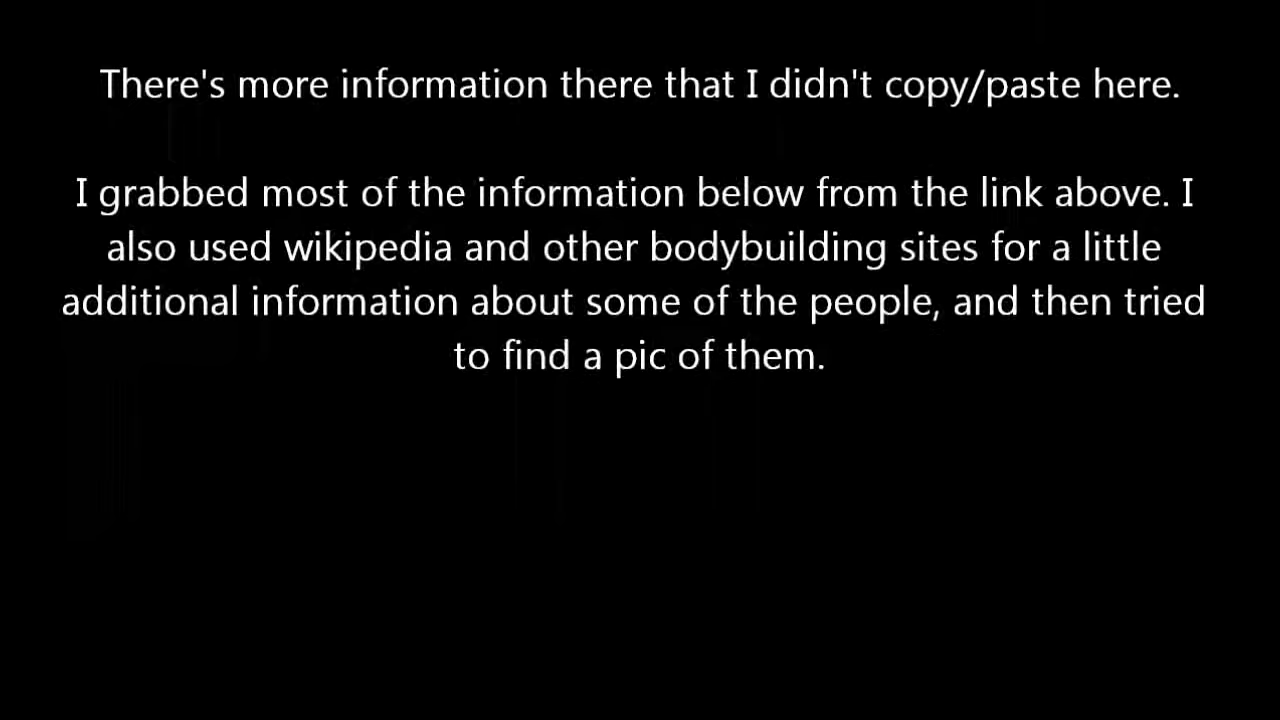 There's more information there that I didn't copy/paste here.
I grabbed most of the information below from the link above. I
also used wikipedia and other bodybuilding sites for a little
additional information about some of the people, and then tried
to find a pic of them.